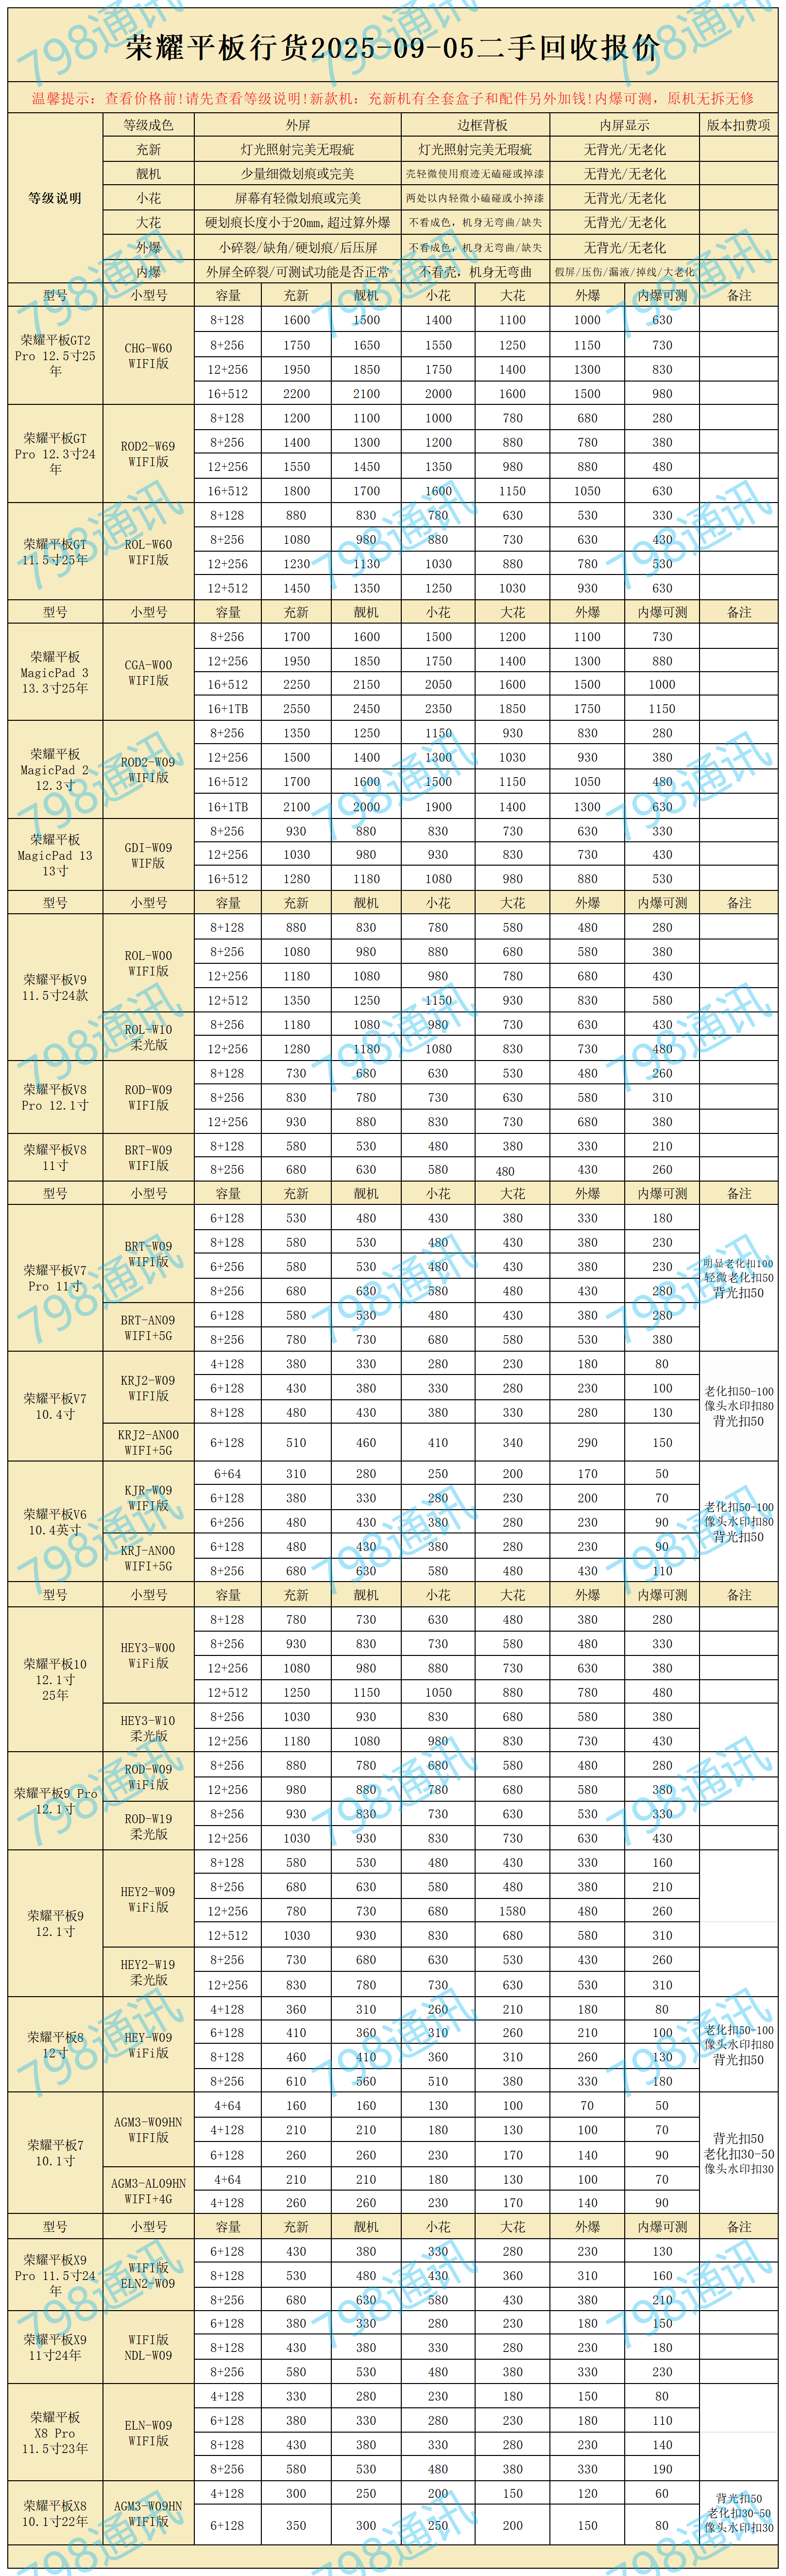 荣耀平板行货2025-09-05二手回收报价
温馨提示：查看价格前!请先查看等级说明!新款机：充新机有全套盒子和配件另外加钱!内爆可测，原机无拆无修
等级说明
等级成色 外屏 边框背板 内屏显示 版本扣费项
充新 灯光照射完美无瑕疵 灯光照射完美无瑕疵 无背光/无老化
靓机 少量细微划痕或完美 壳轻微使用痕迹无磕碰或掉漆 无背光/无老化
小花 屏幕有轻微划痕或完美 两处以内轻微小磕碰或小掉漆 无背光/无老化
大花 硬划痕长度小于20mm,超过算外爆 不看成色，机身无弯曲/缺失 无背光/无老化
外爆 小碎裂/缺角/硬划痕/后压屏 不看成色，机身无弯曲/缺失 无背光/无老化
内爆 外屏全碎裂/可测试功能是否正常 不看壳，机身无弯曲 假屏/压伤/漏液/掉线/大老化
型号 小型号 容量 充新 靓机 小花 大花 外爆 内爆可测 备注
荣耀平板GT2
Pro 12.5寸25
年
CHG-W60
WIFI版
8+128 1600 1500 1400 1100 1000 630
8+256 1750 1650 1550 1250 1150 730
12+256 1950 1850 1750 1400 1300 830
16+512 2200 2100 2000 1600 1500 980
荣耀平板GT
Pro 12.3寸24
年
ROD2-W69
WIFI版
8+128 1200 1100 1000 780 680 280
8+256 1400 1300 1200 880 780 380
12+256 1550 1450 1350 980 880 480
16+512 1800 1700 1600 1150 1050 630
荣耀平板GT
11.5寸25年
ROL-W60
WIFI版
8+128 880 830 780 630 530 330
8+256 1080 980 880 730 630 430
12+256 1230 1130 1030 880 780 530
12+512 1450 1350 1250 1030 930 630
型号 小型号 容量 充新 靓机 小花 大花 外爆 内爆可测 备注
荣耀平板
MagicPad 3
13.3寸25年
CGA-W00
WIFI版
8+256 1700 1600 1500 1200 1100 730
12+256 1950 1850 1750 1400 1300 880
16+512 2250 2150 2050 1600 1500 1000
16+1TB 2550 2450 2350 1850 1750 1150
荣耀平板
MagicPad 2
12.3寸
ROD2-W09
WIFI版
8+256 1350 1250 1150 930 830 280
12+256 1500 1400 1300 1030 930 380
16+512 1700 1600 1500 1150 1050 480
16+1TB 2100 2000 1900 1400 1300 630
荣耀平板
MagicPad 13
13寸
GDI-W09
WIF版
8+256 930 880 830 730 630 330
12+256 1030 980 930 830 730 430
16+512 1280 1180 1080 980 880 530
型号 小型号 容量 充新 靓机 小花 大花 外爆 内爆可测 备注
荣耀平板V9
11.5寸24款
ROL-W00
WIFI版
8+128 880 830 780 580 480 280
8+256 1080 980 880 680 580 380
12+256 1180 1080 980 780 680 430
12+512 1350 1250 1150 930 830 580
ROL-W10
柔光版
8+256 1180 1080 980 730 630 430
12+256 1280 1180 1080 830 730 480
荣耀平板V8
Pro 12.1寸
ROD-W09
WIFI版
8+128 730 680 630 530 480 260
8+256 830 780 730 630 580 310
12+256 930 880 830 730 680 380
荣耀平板V8
11寸
BRT-W09
WIFI版
8+128 580 530 480 380 330 210
8+256 680 630 580 480 430 260
型号 小型号 容量 充新 靓机 小花 大花 外爆 内爆可测 备注
荣耀平板V7
Pro 11寸
BRT-W09
WIFI版
6+128 530 480 430 380 330 180
8+128 580 530 480 430 380 230
6+256 580 530 480 430 380 230
8+256 680 630 580 480 430 280
BRT-AN09
WIFI+5G
6+128 580 530 480 430 380 280
8+256 780 730 680 580 530 380
明显老化扣100
轻微老化扣50
背光扣50
荣耀平板V7
10.4寸
KRJ2-W09
WIFI版
4+128 380 330 280 230 180 80
6+128 430 380 330 280 230 100
8+128 480 430 380 330 280 130
KRJ2-AN00
WIFI+5G
6+128 510 460 410 340 290 150
老化扣50-100
像头水印扣80
背光扣50
荣耀平板V6
10.4英寸
KJR-W09
WIFI版
6+64 310 280 250 200 170 50
6+128 380 330 280 230 200 70
6+256 480 430 380 280 230 90
KRJ-AN00
WIFI+5G
6+128 480 430 380 280 230 90
8+256 680 630 580 480 430 110
老化扣50-100
像头水印扣80
背光扣50
型号 小型号 容量 充新 靓机 小花 大花 外爆 内爆可测 备注
荣耀平板10
12.1寸
25年
HEY3-W00
WiFi版
8+128 780 730 630 480 380 280
8+256 930 830 730 580 480 330
12+256 1080 980 880 730 630 380
12+512 1250 1150 1050 880 780 480
HEY3-W10
柔光版
8+256 1030 930 830 680 580 380
12+256 1180 1080 980 830 730 430
荣耀平板9 Pro
12.1寸
ROD-W09
WiFi版
8+256 880 780 680 580 480 280
12+256 980 880 780 680 580 380
ROD-W19
柔光版
8+256 930 830 730 630 530 330
12+256 1030 930 830 730 630 430
荣耀平板9
12.1寸
HEY2-W09
WiFi版
8+128 580 530 480 430 330 160
8+256 680 630 580 480 380 210
12+256 780 730 680 1580 480 260
12+512 1030 930 830 680 580 310
HEY2-W19
柔光版
8+256 730 680 630 530 430 260
12+256 830 780 730 630 530 310
荣耀平板8
12寸
HEY-W09
WiFi版
4+128 360 310 260 210 180 80
6+128 410 360 310 260 210 100
8+128 460 410 360 310 260 130
8+256 610 560 510 380 330 180
老化扣50-100
像头水印扣80
背光扣50
荣耀平板7
10.1寸
AGM3-W09HN
WIFI版
4+64 160 160 130 100 70 50
4+128 210 210 180 130 100 70
6+128 260 260 230 170 140 90
AGM3-AL09HN
WIFI+4G
4+64 210 210 180 130 100 70
4+128 260 260 230 170 140 90
背光扣50
老化扣30-50
像头水印扣30
型号 小型号 容量 充新 靓机 小花 大花 外爆 内爆可测 备注
荣耀平板X9
Pro 11.5寸24
年
WIFI版
ELN2-W09
6+128 430 380 330 280 230 130
8+128 530 480 430 360 310 160
8+256 680 630 580 430 380 210
荣耀平板X9
11寸24年
WIFI版
NDL-W09
6+128 380 330 280 230 180 150
8+128 430 380 330 280 230 180
8+256 580 530 480 380 330 230
荣耀平板
X8 Pro
11.5寸23年
ELN-W09
WIFI版
4+128 330 280 230 180 150 80
6+128 380 330 280 230 180 110
8+128 430 380 330 280 230 140
8+256 580 530 480 380 330 190
荣耀平板X8
10.1寸22年
AGM3-W09HN
WIFI版
4+128 300 250 200 150 120 60
6+128 350 300 250 200 150 80
背光扣50
老化扣30-50
像头水印扣30
798通讯